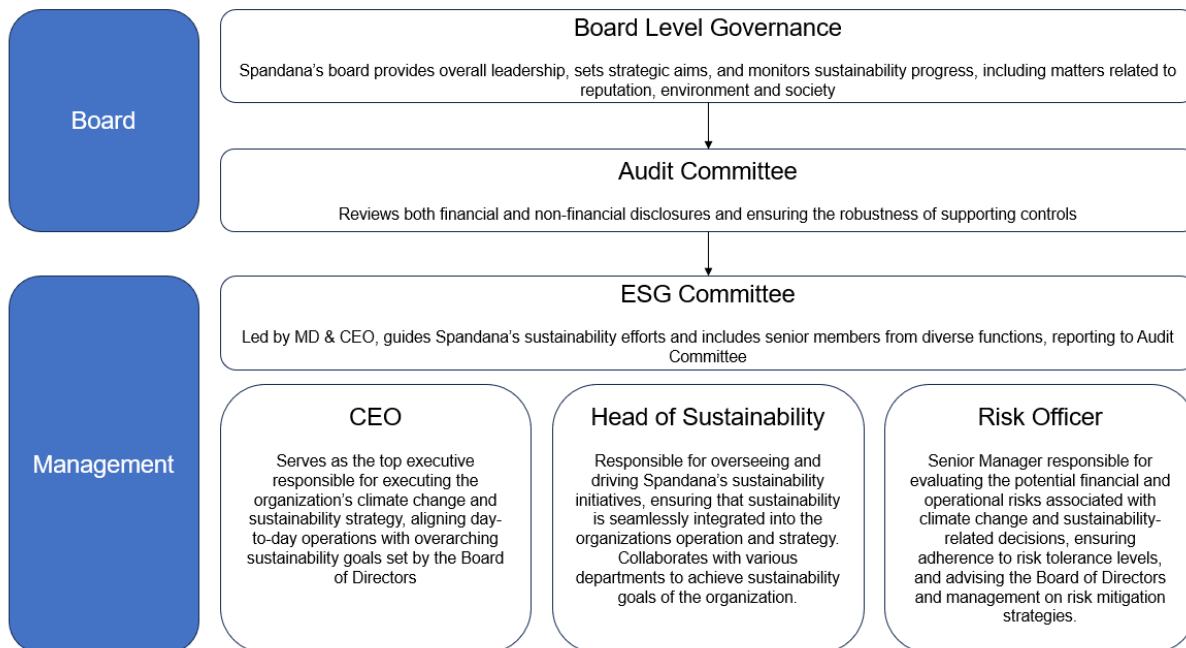 Board Level Governance
Spandana's board provides overall leadership, sets strategic aims, and monitors sustainability progress, including matters related to
reputation, environment and society
Board
Audit Committee
Reviews both financial and non-financial disclosures and ensuring the robustness of supporting controls
ESG Committee
Led by MD & CEO, guides Spandana's sustainability efforts and includes senior members from diverse functions, reporting to Audit
Committee
Management
CEO
Serves as the top executive
responsible for executing the
organization's climate change and
sustainability strategy, aligning day-
to-day operations with overarching
sustainability goals set by the Board
of Directors
Head of Sustainability
Responsible for overseeing and
driving Spandana's sustainability
initiatives, ensuring that sustainability
is seamlessly integrated into the
organizations operation and strategy.
Collaborates with various
departments to achieve sustainability
goals of the organization.
Risk Officer
Senior Manager responsible for
evaluating the potential financial and
operational risks associated with
climate change and sustainability-
related decisions, ensuring
adherence to risk tolerance levels,
and advising the Board of Directors
and management on risk mitigation
strategies.